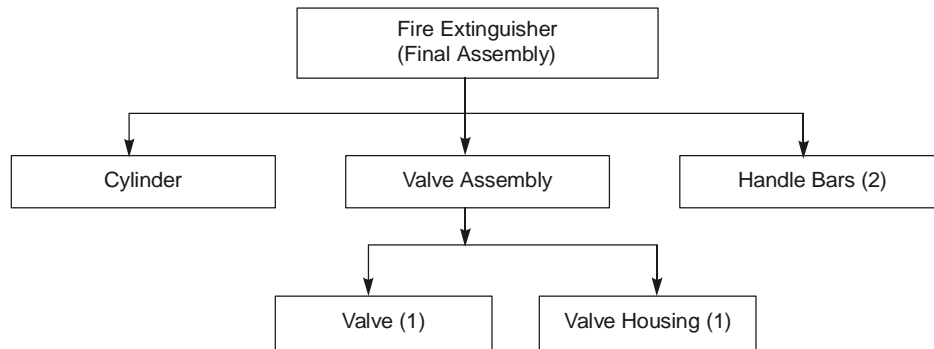 Fire Extinguisher
(Final Assembly)
Cylinder
Valve Assembly
Handle Bars (2)
Valve (1)
Valve Housing (1)